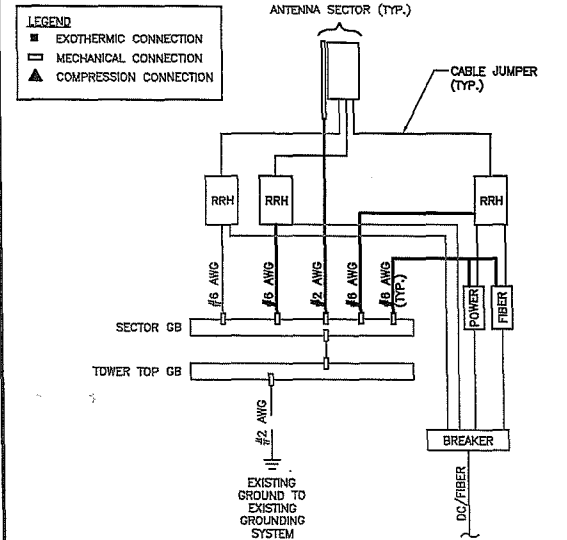 LEGEND
EXOTHERMIC CONNECTION
MECHANICAL CONNECTION
COMPRESSION CONNECTION
ANTENNA SECTOR (TYP.)
CABLE JUMPER
(TYP.)
RRH
RRH
RRH
#6 AWG
#6 AWG
#2 AWG
#6 AWG
#6 AWG
(TYP.)
POWER
FIBER
SECTOR GB
TOWER TOP GB
#2 AWG
BREAKER
DC/FIBER
EXISTING
GROUND TO
EXISTING
GROUNDING
SYSTEM